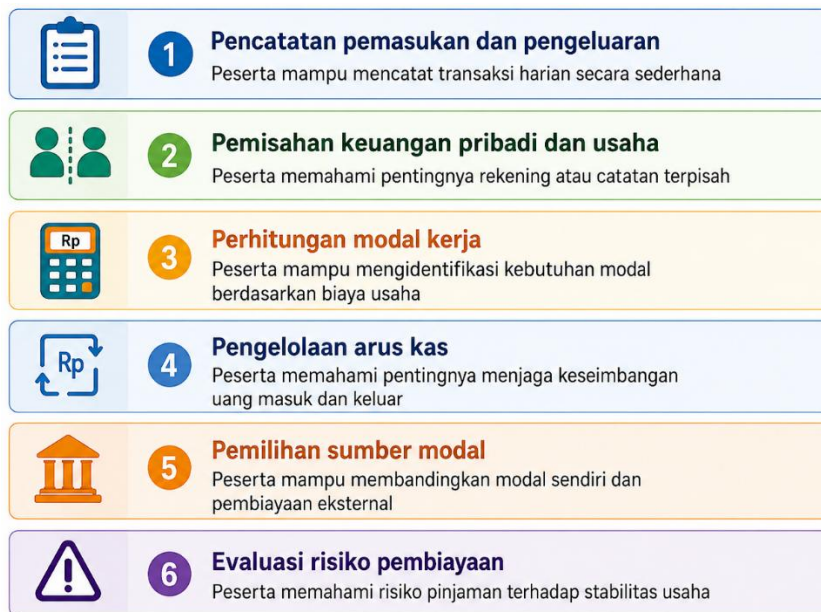 1 Pencatatan pemasukan dan pengeluaran
Peserta mampu mencatat transaksi harian secara sederhana
2 Pemisahan keuangan pribadi dan usaha
Peserta memahami pentingnya rekening atau catatan terpisah
Rp
3 Perhitungan modal kerja
Peserta mampu mengidentifikasi kebutuhan modal
berdasarkan biaya usaha
Rp
4 Pengelolaan arus kas
Peserta memahami pentingnya menjaga keseimbangan
uang masuk dan keluar
5 Pemilihan sumber modal
Peserta mampu membandingkan modal sendiri dan
pembiayaan eksternal
6 Evaluasi risiko pembiayaan
Peserta memahami risiko pinjaman terhadap stabilitas usaha